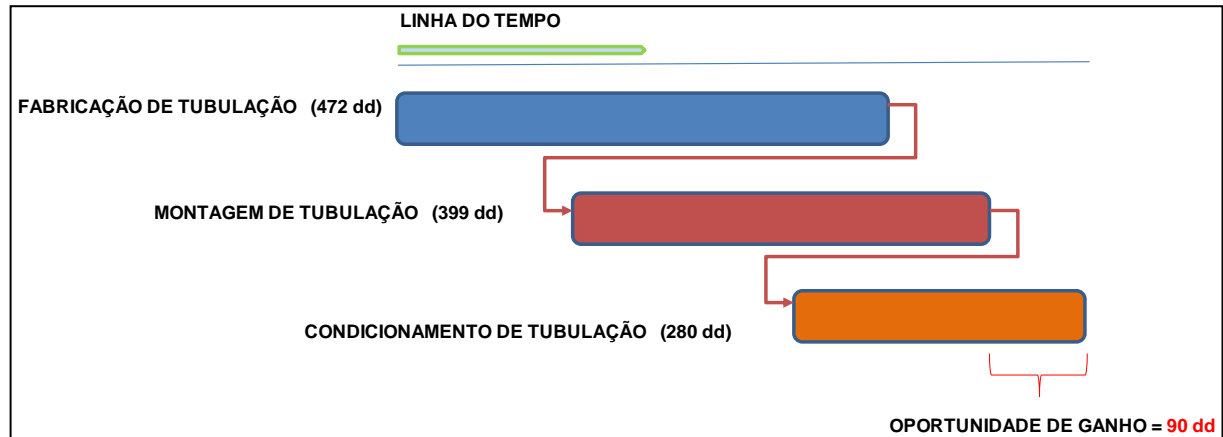 LINHA DO TEMPO
FABRICAÇÃO DE TUBULAÇÃO (472 dd)
MONTAGEM DE TUBULAÇÃO (399 dd)
CONDICIONAMENTO DE TUBULAÇÃO (280 dd)
OPORTUNIDADE DE GANHO = 90 dd